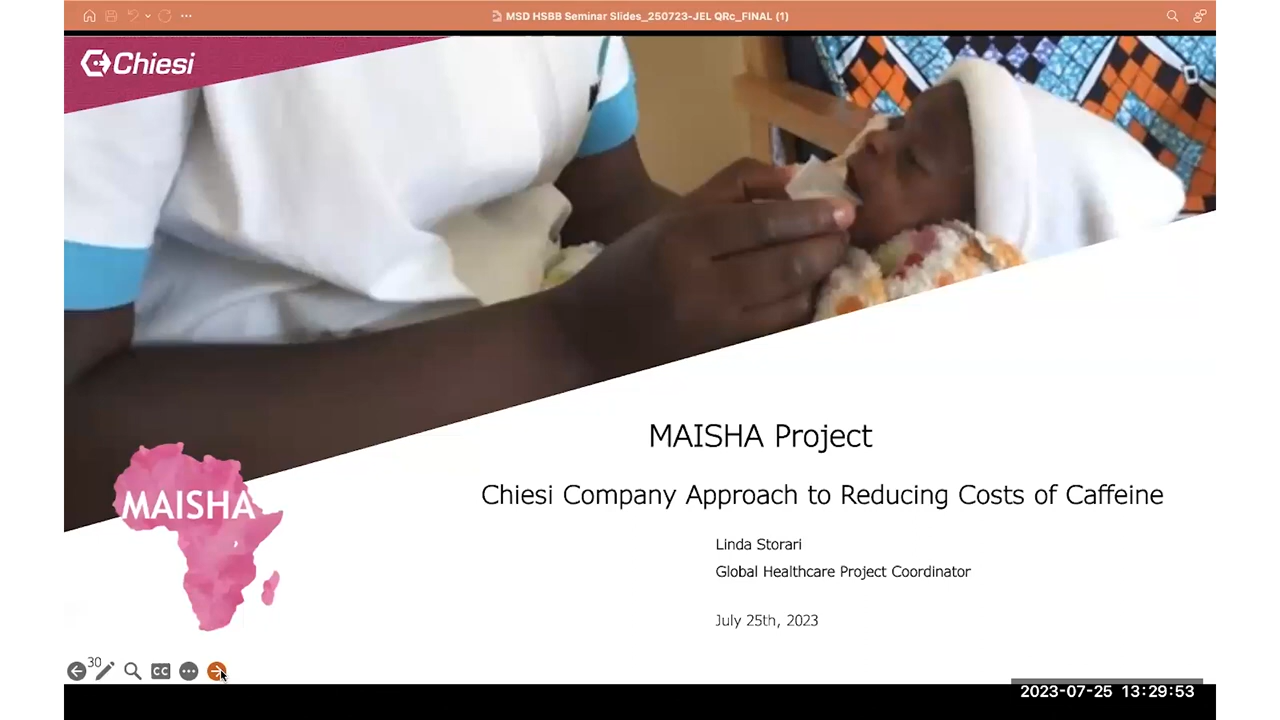 MSD HSBB Seminar Slides_250723-JEL QRc_FINAL (1)
Chiesi
MAISHA Project
Chiesi Company Approach to Reducing Costs of Caffeine
MAISHA
Linda Storari
Global Healthcare Project Coordinator
July 25th, 2023
30
CC
2023-07-25 13:29:53